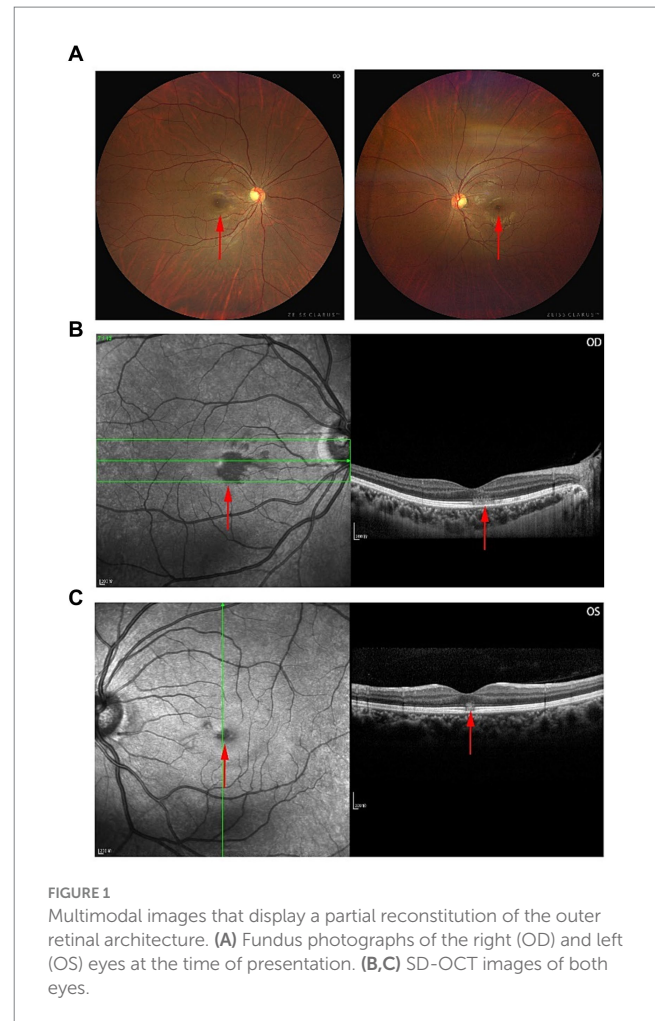 A
OD
OS
ZEISS CLARUS™
ZEISS CLARUS™
B
OD
C
OS
FIGURE 1
Multimodal images that display a partial reconstitution of the outer
retinal architecture. (A) Fundus photographs of the right (OD) and left
(OS) eyes at the time of presentation. (B,C) SD-OCT images of both
eyes.